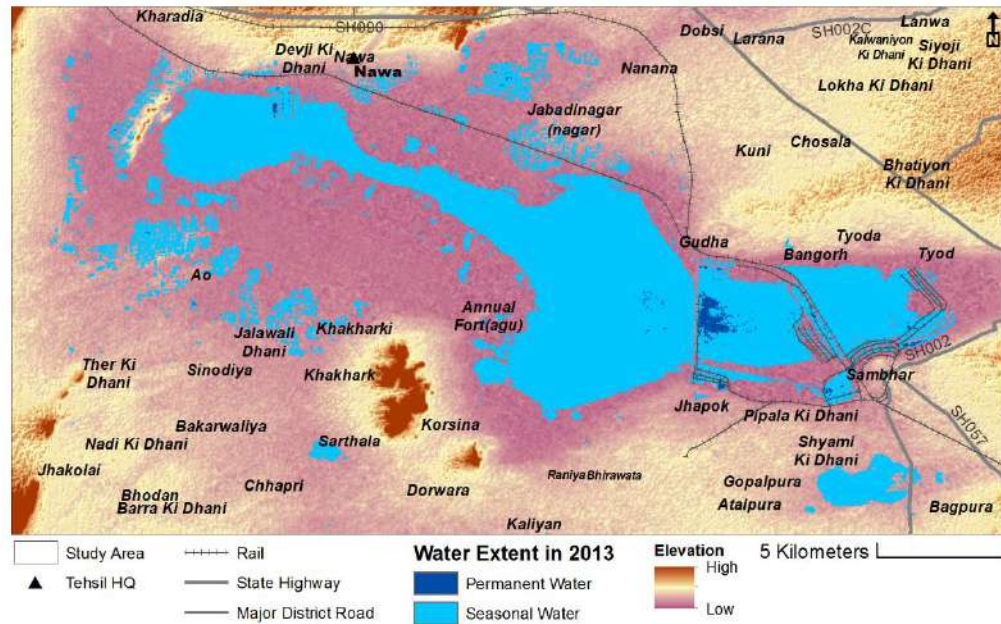 Kharadia
SH090
Devji Ki
Dhani
Nawa
Nawa
Dobsi
Larana
SH002C
Lanwa
Kalwaniyon
Ki Dhani
Siyoji
Ki Dhani
N
Nanana
Lokha Ki Dhani
Jabadinagar
(nagar)
Kuni
Chosala
Bhatiyon
Ki Dhani
Gudha
Tyoda
Bangorh
Tyod
Ao
Annual
Fort(agu)
Jalawali
Dhani
Khakharki
Ther Ki
Dhani
Sinodiya
Khakhark
SH002
Sambhar
Jhapok
Pipala Ki Dhani
SH057
Bakarwaliya
Korsina
Nadi Ki Dhani
Sarthala
Shyami
Ki Dhani
Jhakolai
Raniya Bhirawata
Chhapri
Dorwara
Gopalpura
Bhodan
Barra Ki Dhani
Ataipura
Bagpura
Kaliyan
Study Area
Rail
Water Extent in 2013
Elevation
5 Kilometers
High
Tehsil HQ
State Highway
Permanent Water
Low
Major District Road
Seasonal Water